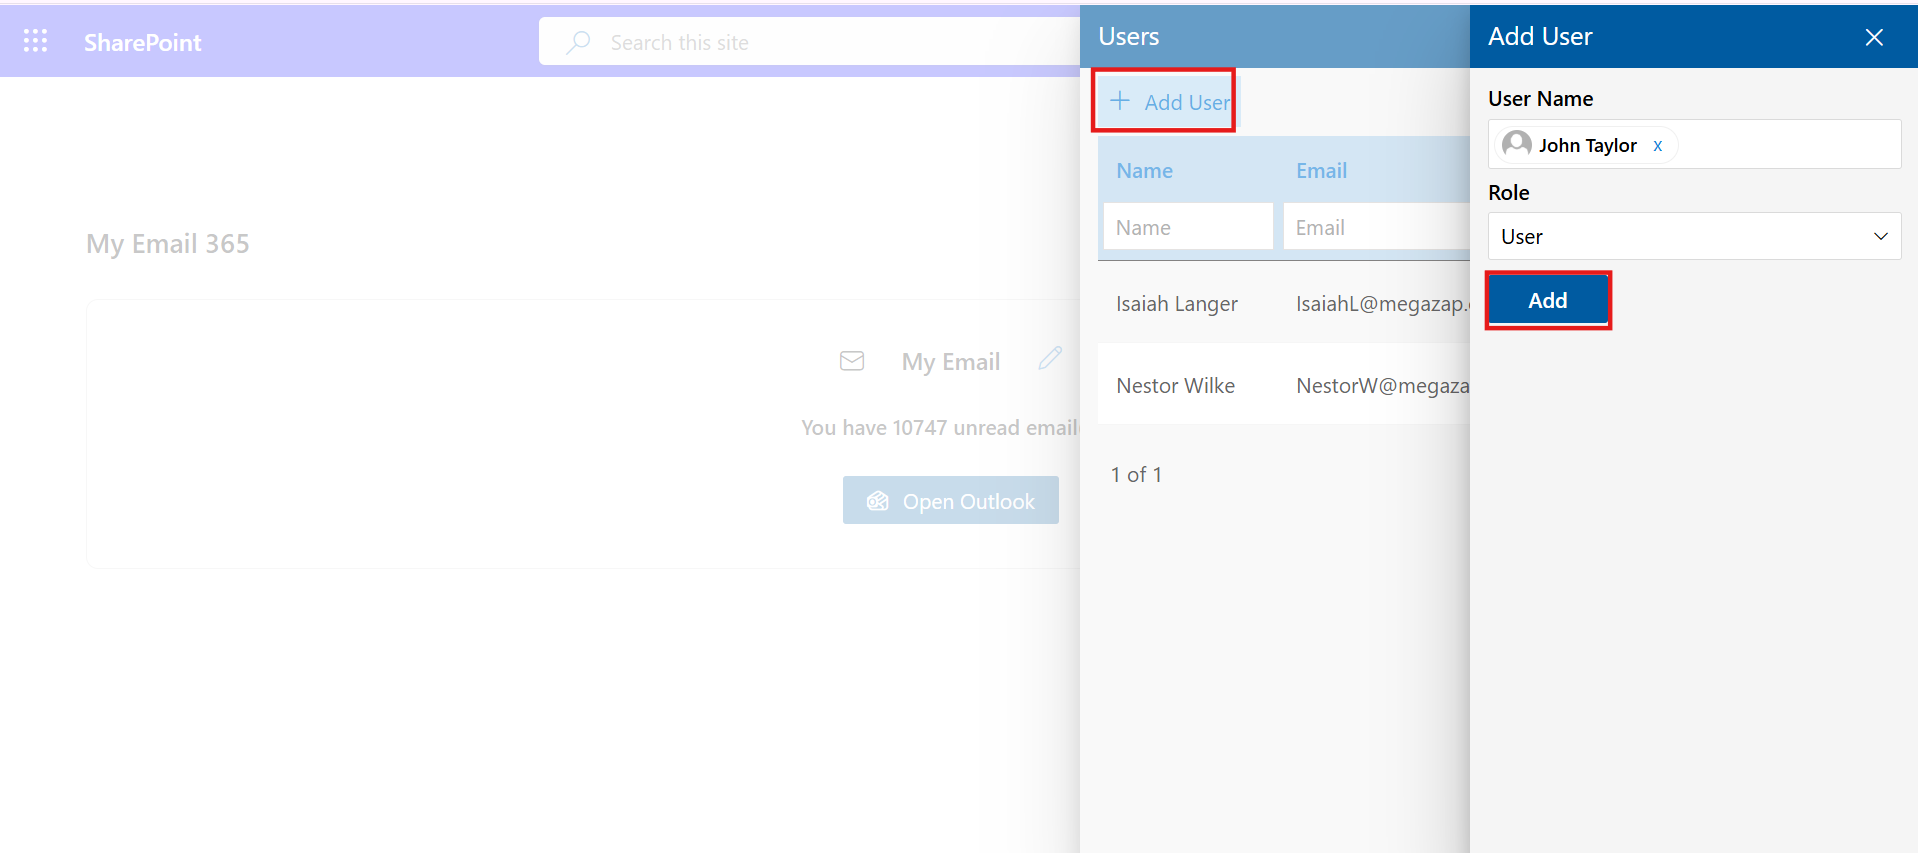 SharePoint
Search this site
My Email 365
My Email
You have 10747 unread email
Open Outlook
Users
Add User
Name
Email
Name
Email
Isaiah Langer
IsaiahL@megazap.
Nestor Wilke
NestorW@megaza
1 of 1
Add User
User Name
John Taylor x
Role
User
Add